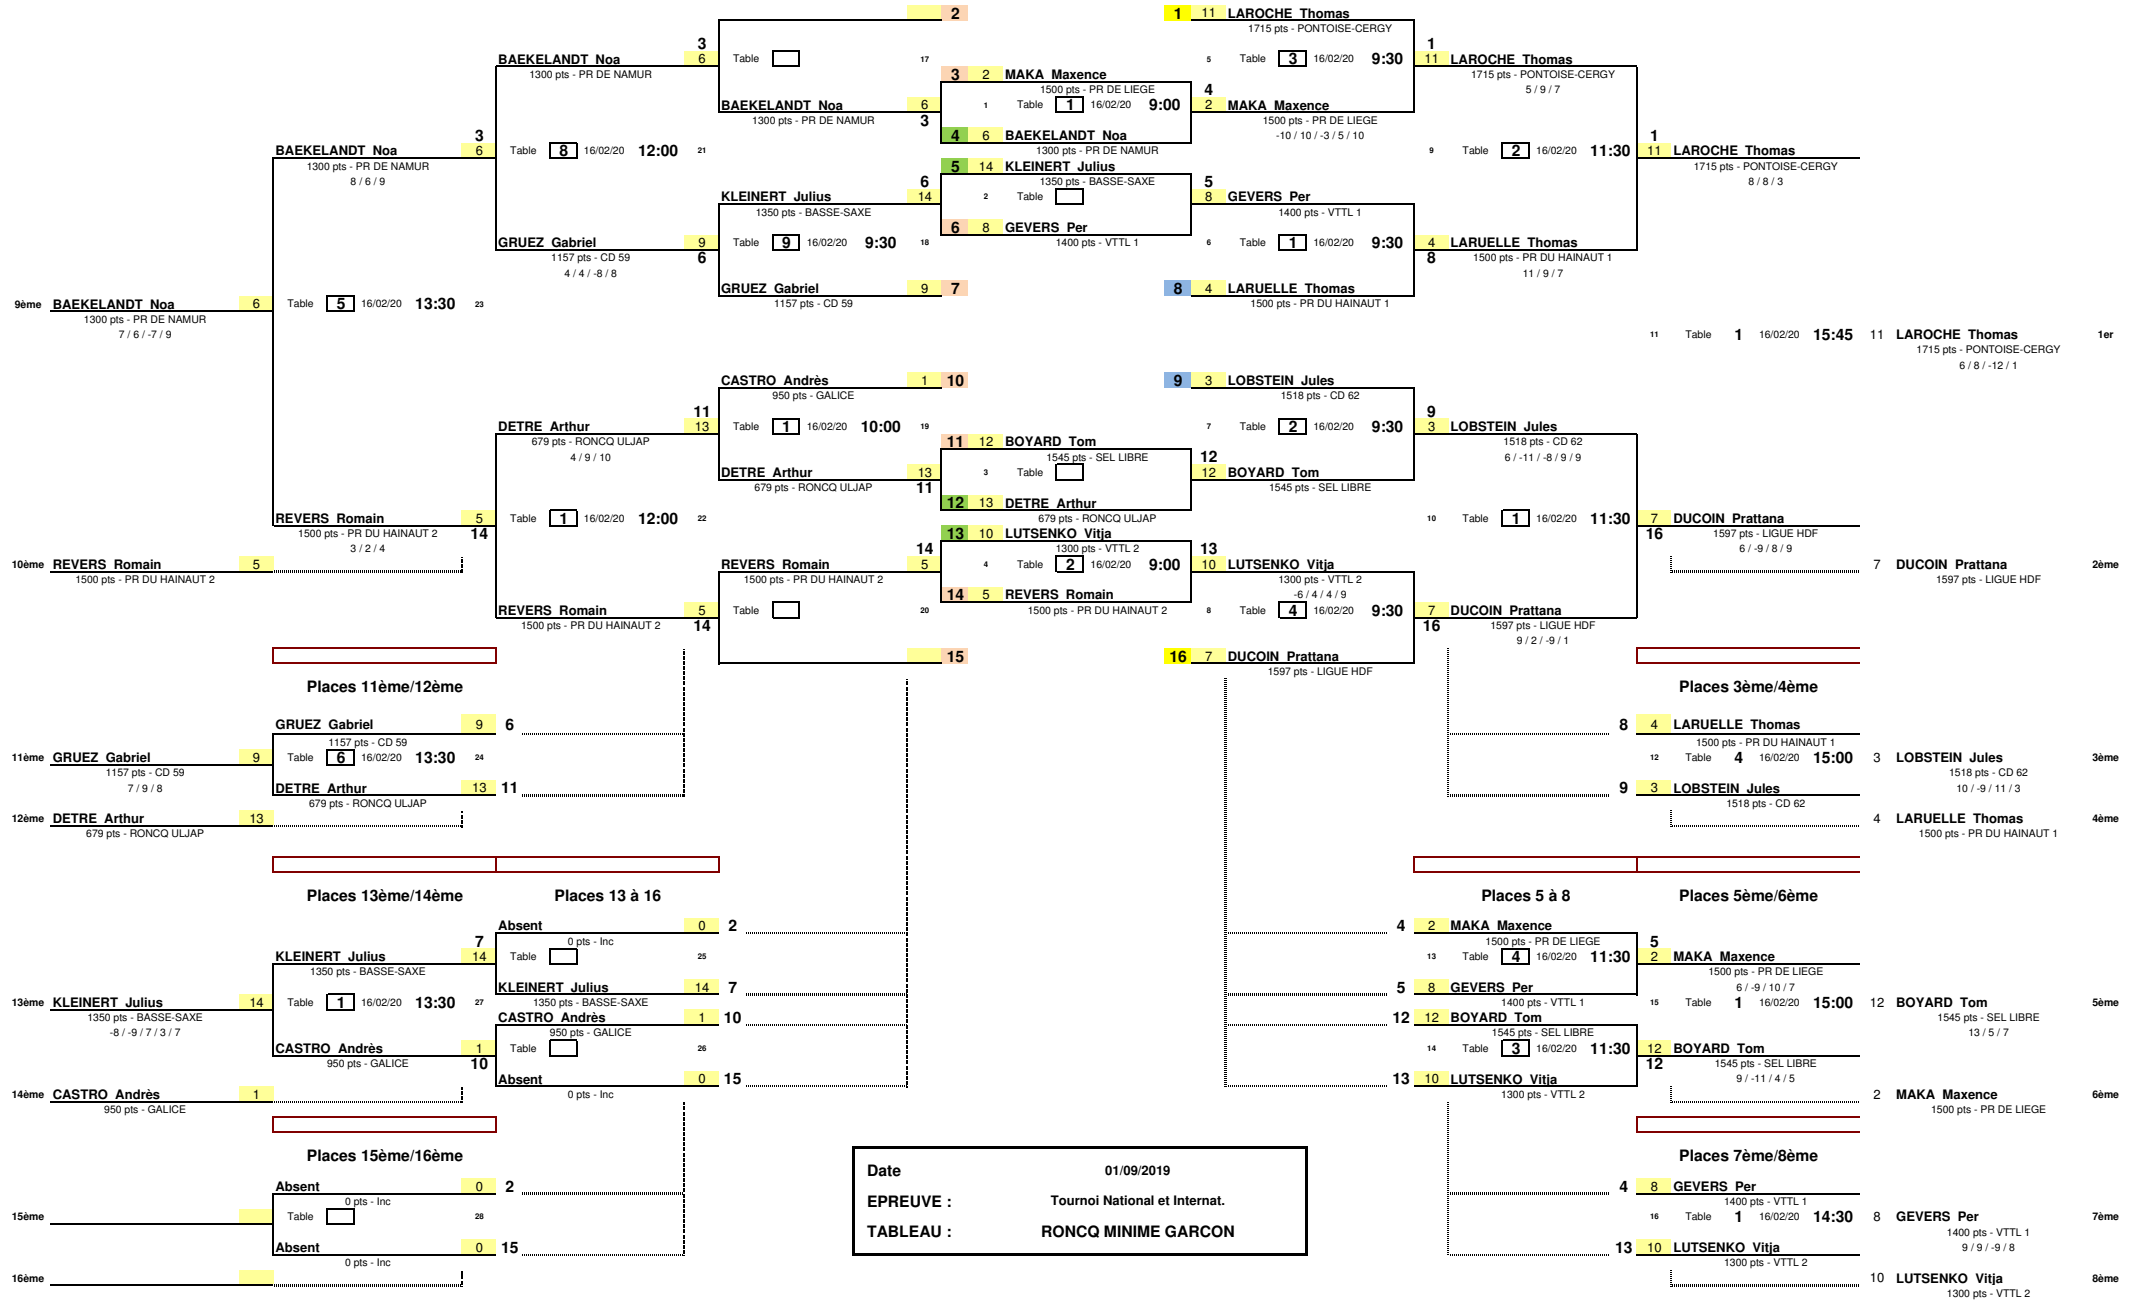 2 1 11 LAROCHE Thomas
1715 pts - PONTOISE-CERGY
3 1
BAEKELANDT Noa 6 Table 17 5 Table 3 16/02/20 9:30 11 LAROCHE Thomas
1300 pts - PR DE NAMUR 3 2 MAKA Maxence 1715 pts - PONTOISE-CERGY
1500 pts - PR DE LIEGE 4 5 / 9 / 7
BAEKELANDT Noa 6 1 Table 1 16/02/20 9:00 2 MAKA Maxence
1300 pts - PR DE NAMUR 3 1500 pts - PR DE LIEGE
3 4 6 BAEKELANDT Noa -10 / 10 / -3 / 5 / 10 1
BAEKELANDT Noa 6 Table 8 16/02/20 12:00 21 1300 pts - PR DE NAMUR 9 Table 2 16/02/20 11:30 11 LAROCHE Thomas
1300 pts - PR DE NAMUR 5 14 KLEINERT Julius 1715 pts - PONTOISE-CERGY
8 / 6 / 9 6 1350 pts - BASSE-SAXE 5 8 / 8 / 3
KLEINERT Julius 14 2 Table 8 GEVERS Per
1350 pts - BASSE-SAXE 1400 pts - VTTL 1
6 8 GEVERS Per
GRUEZ Gabriel 9 Table 9 16/02/20 9:30 18 1400 pts - VTTL 1 6 Table 1 16/02/20 9:30 4 LARUELLE Thomas
1157 pts - CD 59 6 8 1500 pts - PR DU HAINAUT 1
4 / 4 / -8 / 8 11 / 9 / 7
GRUEZ Gabriel 9 7 8 4 LARUELLE Thomas
9ème BAEKELANDT Noa 6 Table 5 16/02/20 13:30 23 1157 pts - CD 59 1500 pts - PR DU HAINAUT 1
1300 pts - PR DE NAMUR
7 / 6 / -7 / 9 11 Table 1 16/02/20 15:45 11 LAROCHE Thomas 1er
1715 pts - PONTOISE-CERGY
6 / 8 / -12 / 1
CASTRO Andrès 1 10 9 3 LOBSTEIN Jules
950 pts - GALICE 1518 pts - CD 62
11 9
DETRE Arthur 13 Table 1 16/02/20 10:00 19 7 Table 2 16/02/20 9:30 3 LOBSTEIN Jules
679 pts - RONCQ ULJAP 11 12 BOYARD Tom 1518 pts - CD 62
4 / 9 / 10 1545 pts - SEL LIBRE 12 6 / -11 / -8 / 9 / 9
DETRE Arthur 13 3 Table 12 BOYARD Tom
679 pts - RONCQ ULJAP 11 1545 pts - SEL LIBRE
12 13 DETRE Arthur
REVERS Romain 5 Table 1 16/02/20 12:00 22 679 pts - RONCQ ULJAP 10 Table 1 16/02/20 11:30 7 DUCOIN Prattana
1500 pts - PR DU HAINAUT 2 14 13 10 LUTSENKO Vitja 16 1597 pts - LIGUE HDF
3 / 2 / 4 14 1300 pts - VTTL 2 13 6 / -9 / 8 / 9
10ème REVERS Romain 5 REVERS Romain 5 4 Table 2 16/02/20 9:00 10 LUTSENKO Vitja 7 DUCOIN Prattana 2ème
1500 pts - PR DU HAINAUT 2 1500 pts - PR DU HAINAUT 2 1300 pts - VTTL 2 1597 pts - LIGUE HDF
14 5 REVERS Romain -6 / 4 / 4 / 9
REVERS Romain 5 Table 20 1500 pts - PR DU HAINAUT 2 8 Table 4 16/02/20 9:30 7 DUCOIN Prattana
1500 pts - PR DU HAINAUT 2 14 16 1597 pts - LIGUE HDF
9 / 2 / -9 / 1
15 16 7 DUCOIN Prattana
1597 pts - LIGUE HDF
Places 11ème/12ème Places 3ème/4ème
GRUEZ Gabriel 9 6 8 4 LARUELLE Thomas
1157 pts - CD 59 1500 pts - PR DU HAINAUT 1
11ème GRUEZ Gabriel 9 Table 6 16/02/20 13:30 24 12 Table 4 16/02/20 15:00 3 LOBSTEIN Jules 3ème
1157 pts - CD 59 1518 pts - CD 62
7 / 9 / 8 DETRE Arthur 13 11 9 3 LOBSTEIN Jules 10 / -9 / 11 / 3
679 pts - RONCQ ULJAP 1518 pts - CD 62
12ème DETRE Arthur 13 4 LARUELLE Thomas 4ème
679 pts - RONCQ ULJAP 1500 pts - PR DU HAINAUT 1
Places 13ème/14ème Places 13 à 16 Places 5 à 8 Places 5ème/6ème
Absent 0 2 4 2 MAKA Maxence
7 0 pts - Inc 1500 pts - PR DE LIEGE 5
KLEINERT Julius 14 Table 25 13 Table 4 16/02/20 11:30 2 MAKA Maxence
1350 pts - BASSE-SAXE 1500 pts - PR DE LIEGE
KLEINERT Julius 14 7 5 8 GEVERS Per 6 / -9 / 10 / 7
13ème KLEINERT Julius 14 Table 1 16/02/20 13:30 27 1350 pts - BASSE-SAXE 1400 pts - VTTL 1 15 Table 1 16/02/20 15:00 12 BOYARD Tom 5ème
1350 pts - BASSE-SAXE CASTRO Andrès 1 10 12 12 BOYARD Tom 1545 pts - SEL LIBRE
-8 / -9 / 7 / 3 / 7 950 pts - GALICE 1545 pts - SEL LIBRE 13 / 5 / 7
CASTRO Andrès 1 Table 26 14 Table 3 16/02/20 11:30 12 BOYARD Tom
950 pts - GALICE 10 12 1545 pts - SEL LIBRE
Absent 0 15 13 10 LUTSENKO Vitja 9 / -11 / 4 / 5
14ème CASTRO Andrès 1 0 pts - Inc 1300 pts - VTTL 2 2 MAKA Maxence 6ème
950 pts - GALICE 1500 pts - PR DE LIEGE
Places 15ème/16ème Places 7ème/8ème
Date 01/09/2019
Absent 0 2 4 8 GEVERS Per
0 pts - Inc EPREUVE : Tournoi National et Internat. 1400 pts - VTTL 1
15ème Table 28 16 Table 1 16/02/20 14:30 8 GEVERS Per 7ème
TABLEAU : RONCQ MINIME GARCON 1400 pts - VTTL 1
Absent 0 15 13 10 LUTSENKO Vitja 9 / 9 / -9 / 8
0 pts - Inc 1300 pts - VTTL 2
16ème 10 LUTSENKO Vitja 8ème
1300 pts - VTTL 2